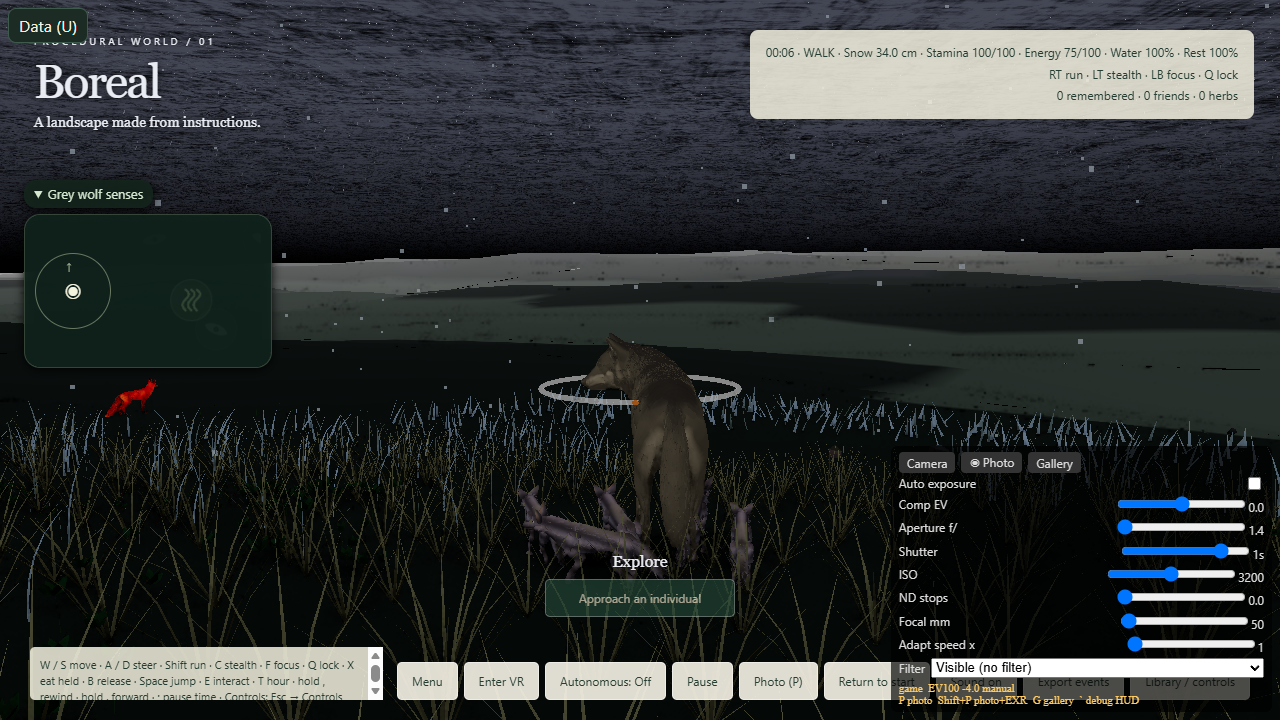 Data (U)
PROCEDURAL WORLD / 01
Boreal
A landscape made from instructions.
00:06 · WALK · Snow 34.0 cm · Stamina 100/100 · Energy 75/100 · Water 100% · Rest 100%
RT run · LT stealth · LB focus · Q lock
0 remembered · 0 friends · 0 herbs
▼ Grey wolf senses
↑
Camera
◉ Photo
Gallery
Auto exposure
Comp EV 0.0
Aperture f/ 1.4
Shutter 1s
ISO 3200
ND stops 0.0
Focal mm 50
Adapt speed x 1
Filter Visible (no filter)
game EV100 -4.0 manual
P photo Shift+P photo+EXR G gallery ` debug HUD
Explore
Approach an individual
W / S move · A / D steer · Shift run · C stealth · F focus · Q lock · X
eat held · B release · Space jump · E interact · T hour · hold ,
rewind · hold . forward · ; pause time · controls: Esc → Controls
Menu
Enter VR
Autonomous: Off
Pause
Photo (P)
Return to start
Sound on
Export events
Library / controls